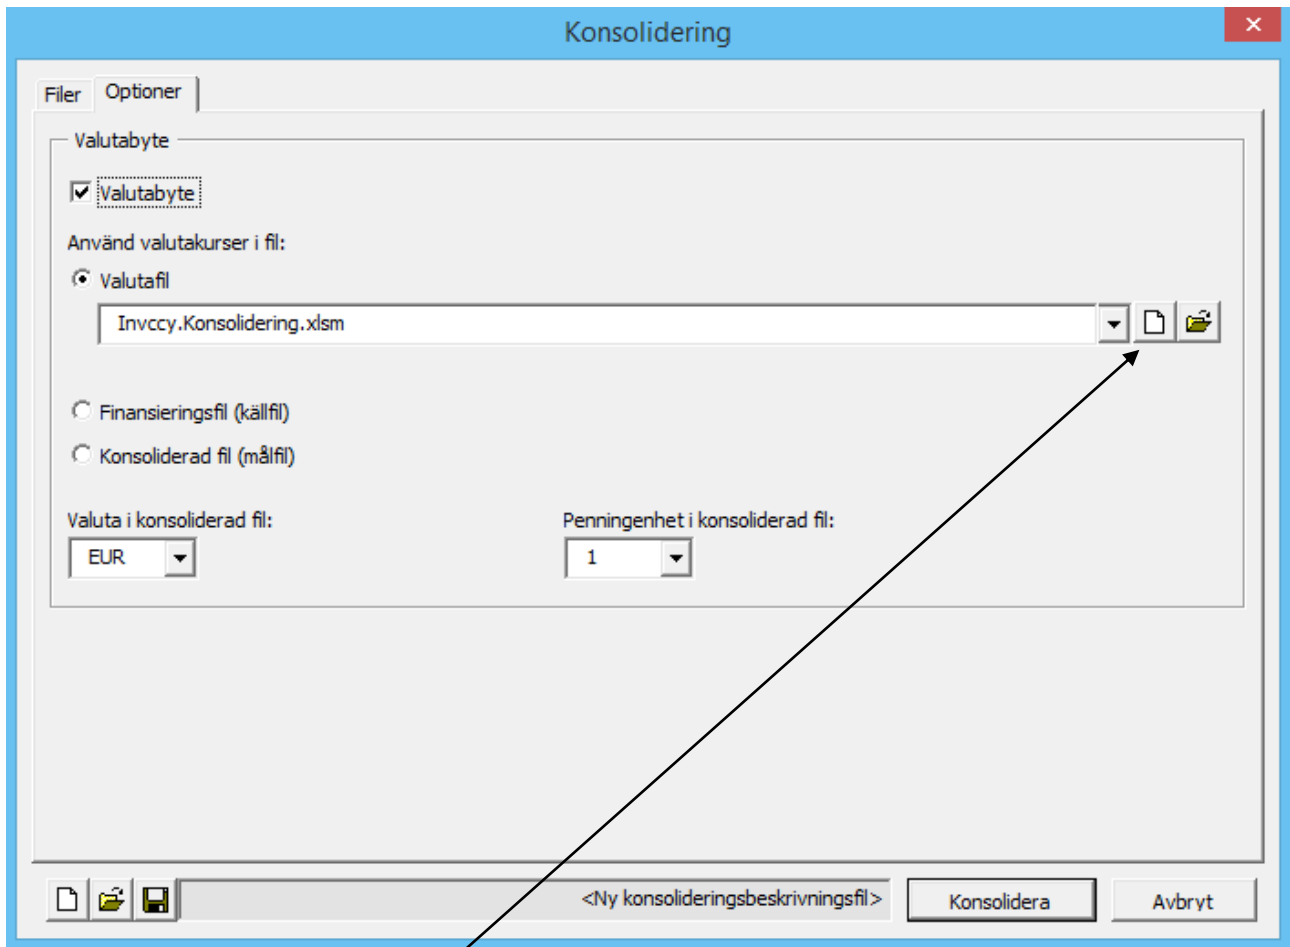 Konsolidering
Filer Optioner
Valutabyte
Valutabyte
Använd valutakurser i fil:
Valutafil
Invccy.Konsolidering.xlsm
Finansieringsfil (källfil)
Konsoliderad fil (målfil)
Valuta i konsoliderad fil: Penningenhet i konsoliderad fil:
EUR 1
<Ny konsolideringsbeskrivningsfil> Konsolidera Avbryt